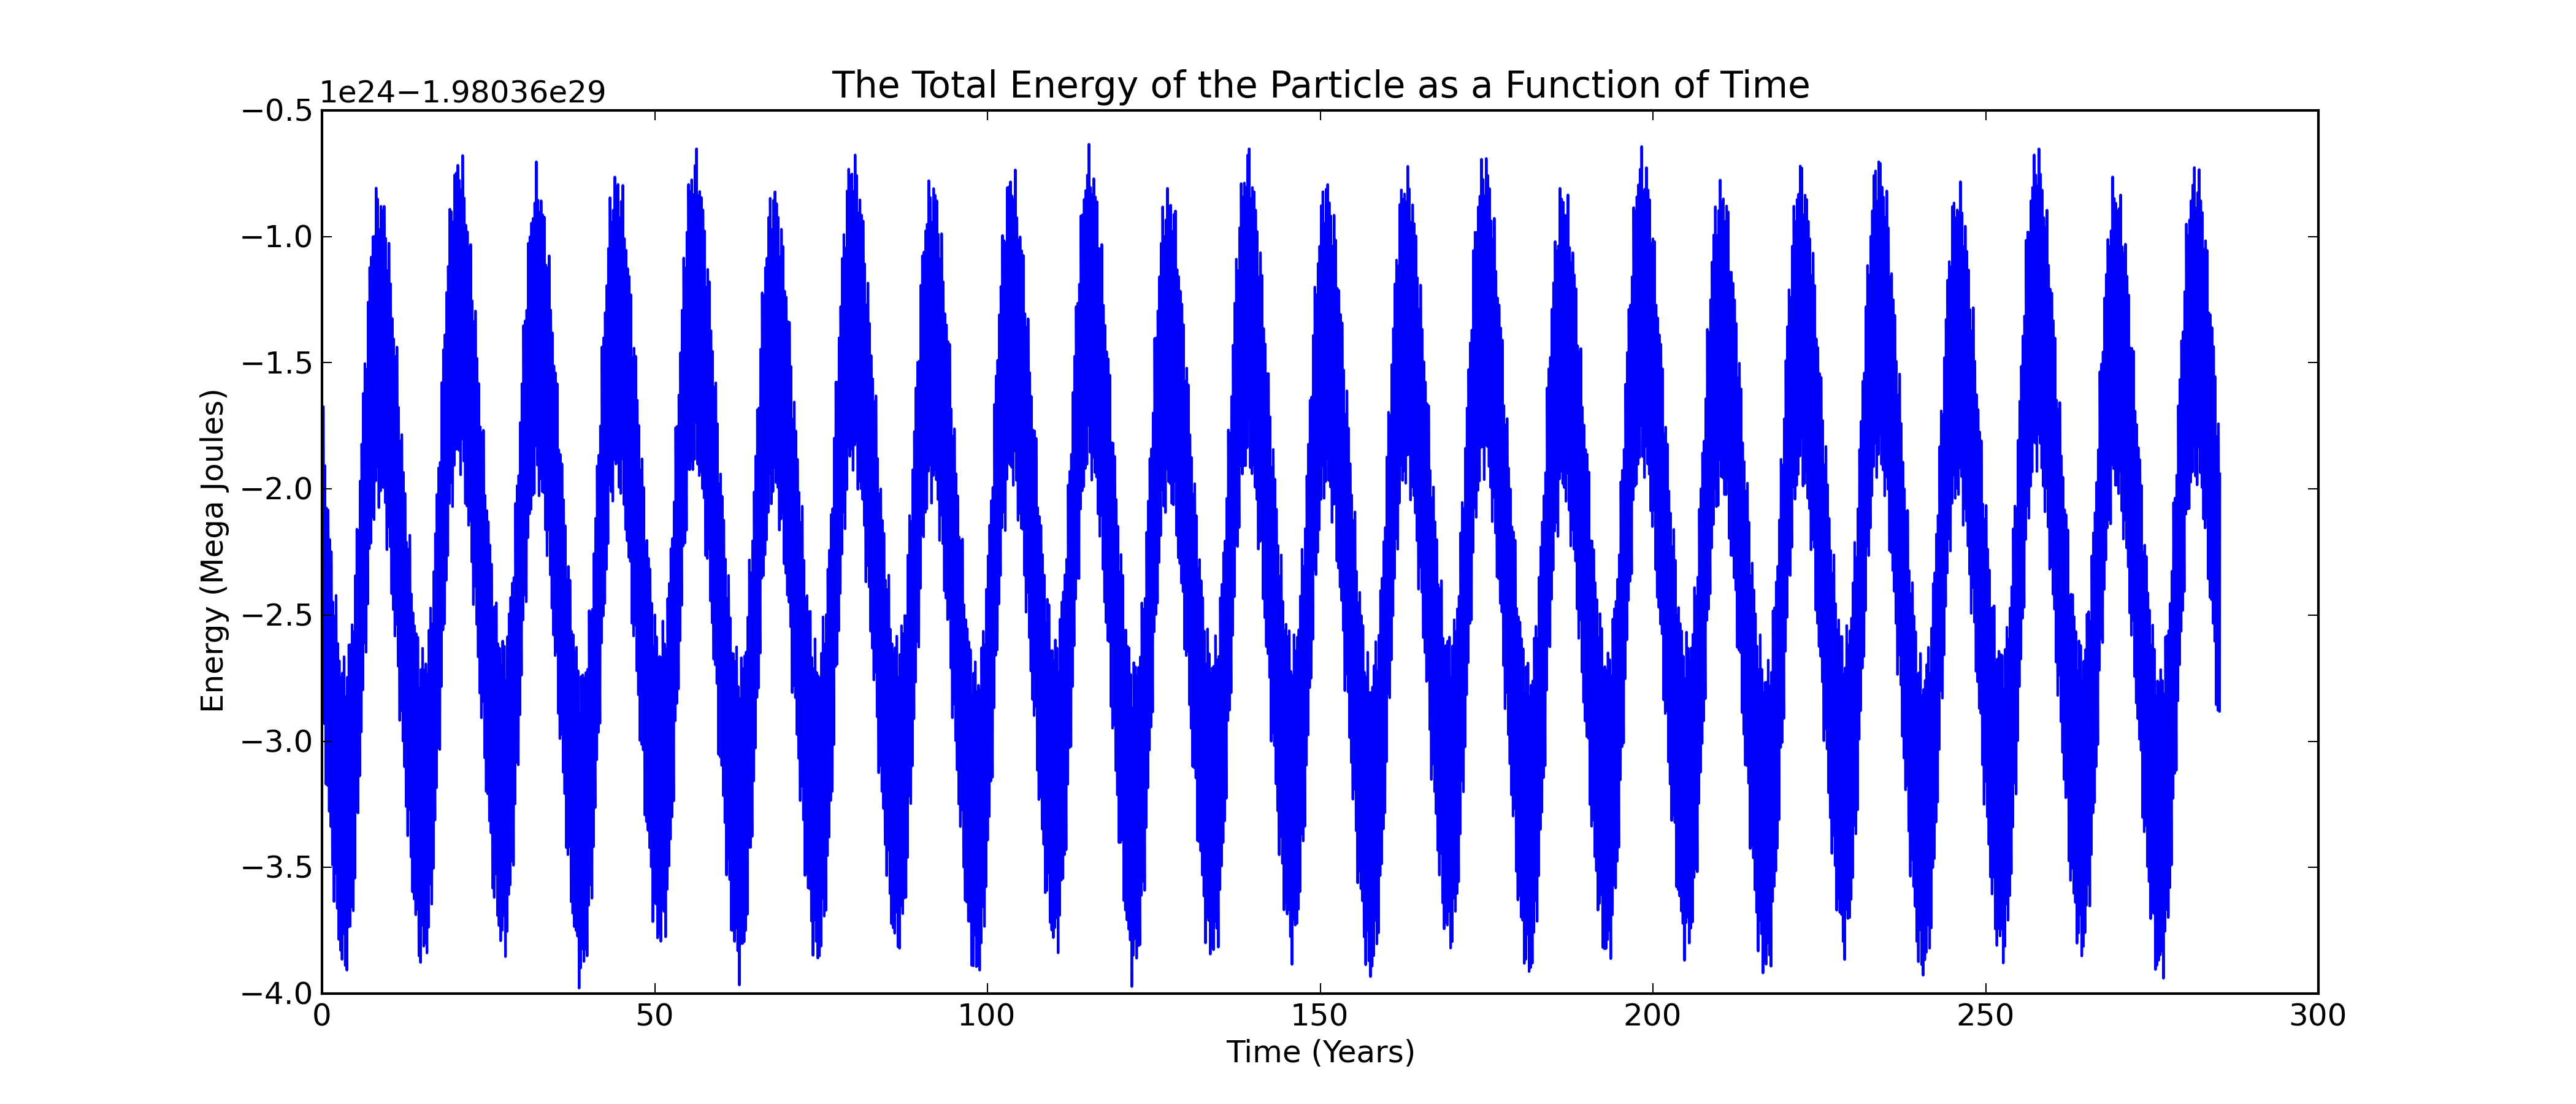 The Total Energy of the Particle as a Function of Time
1e24−1.98036e29
−0.5
−1.0
−1.5
−2.0
−2.5
−3.0
−3.5
−4.0
Energy (Mega Joules)
0 50 100 150 200 250 300
Time (Years)